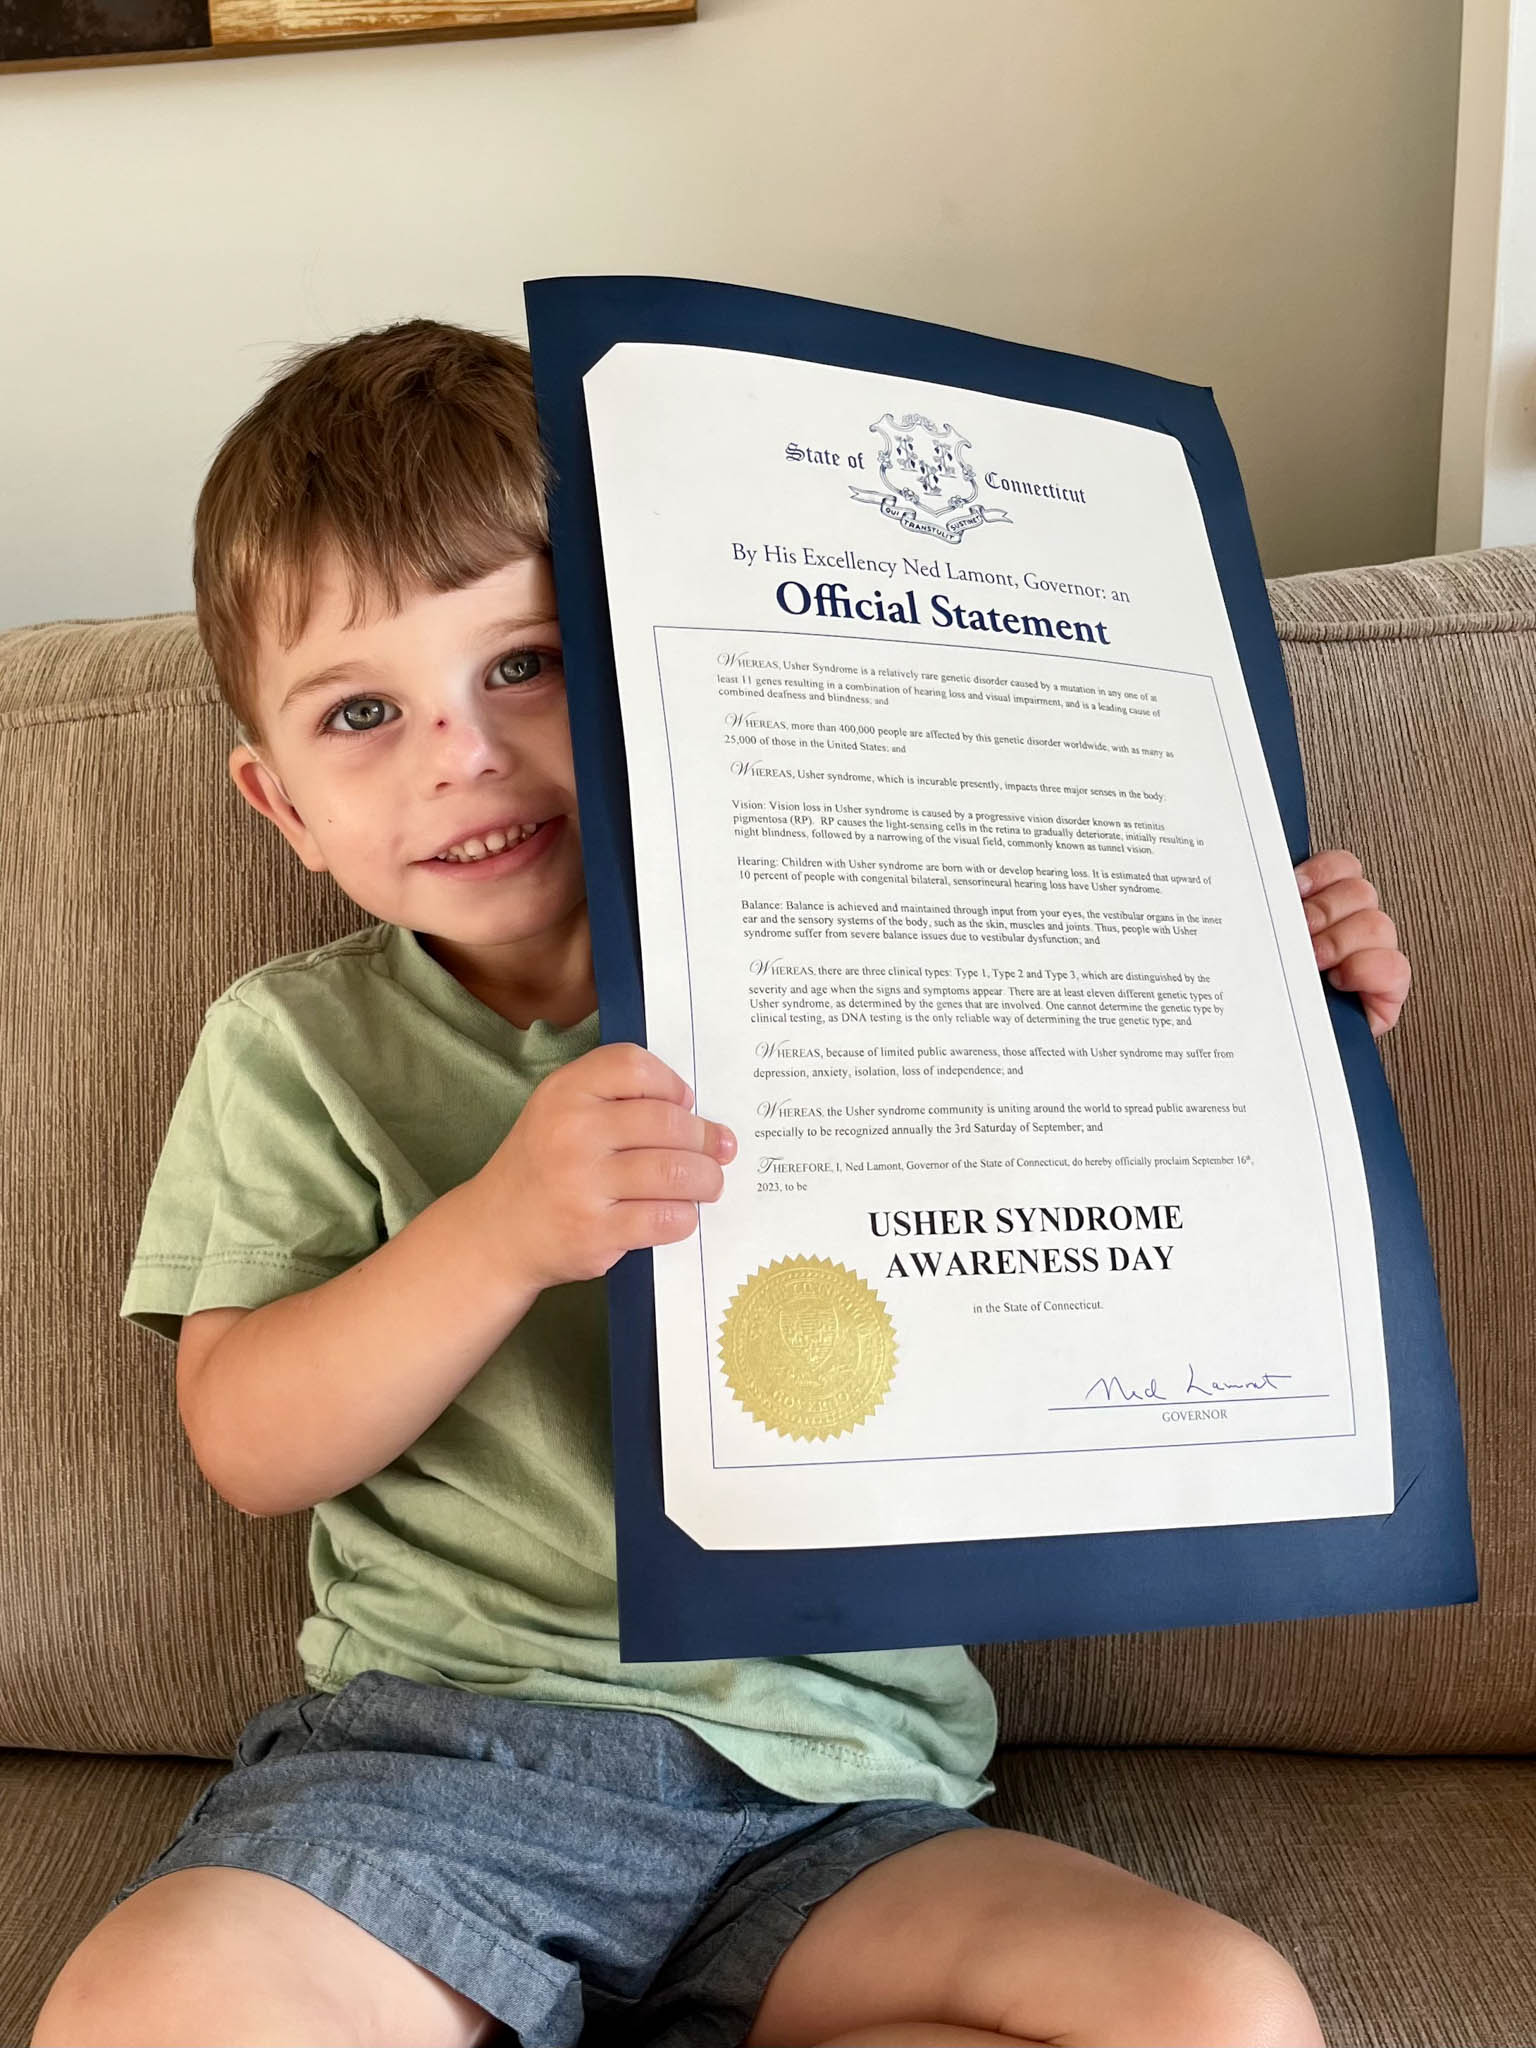 State of Connecticut
QUI TRANSTULIT SUSTINET
By His Excellency Ned Lamont, Governor: an
Official Statement
WHEREAS, Usher Syndrome is a relatively rare genetic disorder caused by a mutation in any one of at
least 11 genes resulting in a combination of hearing loss and visual impairment, and is a leading cause of
combined deafness and blindness; and
WHEREAS, more than 400,000 people are affected by this genetic disorder worldwide, with as many as
25,000 of those in the United States; and
WHEREAS, Usher syndrome, which is incurable presently, impacts three major senses in the body:
Vision: Vision loss in Usher syndrome is caused by a progressive vision disorder known as retinitis
pigmentosa (RP). RP causes the light-sensing cells in the retina to gradually deteriorate, initially resulting in
night blindness, followed by a narrowing of the visual field, commonly known as tunnel vision.
Hearing: Children with Usher syndrome are born with or develop hearing loss. It is estimated that upward of
10 percent of people with congenital bilateral, sensorineural hearing loss have Usher syndrome.
Balance: Balance is achieved and maintained through input from your eyes, the vestibular organs in the inner
ear and the sensory systems of the body, such as the skin, muscles and joints. Thus, people with Usher
syndrome suffer from severe balance issues due to vestibular dysfunction; and
WHEREAS, there are three clinical types: Type 1, Type 2 and Type 3, which are distinguished by the
severity and age when the signs and symptoms appear. There are at least eleven different genetic types of
Usher syndrome, as determined by the genes that are involved. One cannot determine the genetic type by
clinical testing, as DNA testing is the only reliable way of determining the true genetic type; and
WHEREAS, because of limited public awareness, those affected with Usher syndrome may suffer from
depression, anxiety, isolation, loss of independence; and
WHEREAS, the Usher syndrome community is uniting around the world to spread public awareness but
especially to be recognized annually the 3rd Saturday of September; and
THEREFORE, I, Ned Lamont, Governor of the State of Connecticut, do hereby officially proclaim September 16th,
2023, to be
USHER SYNDROME
AWARENESS DAY
in the State of Connecticut.
Ned Lamont
GOVERNOR